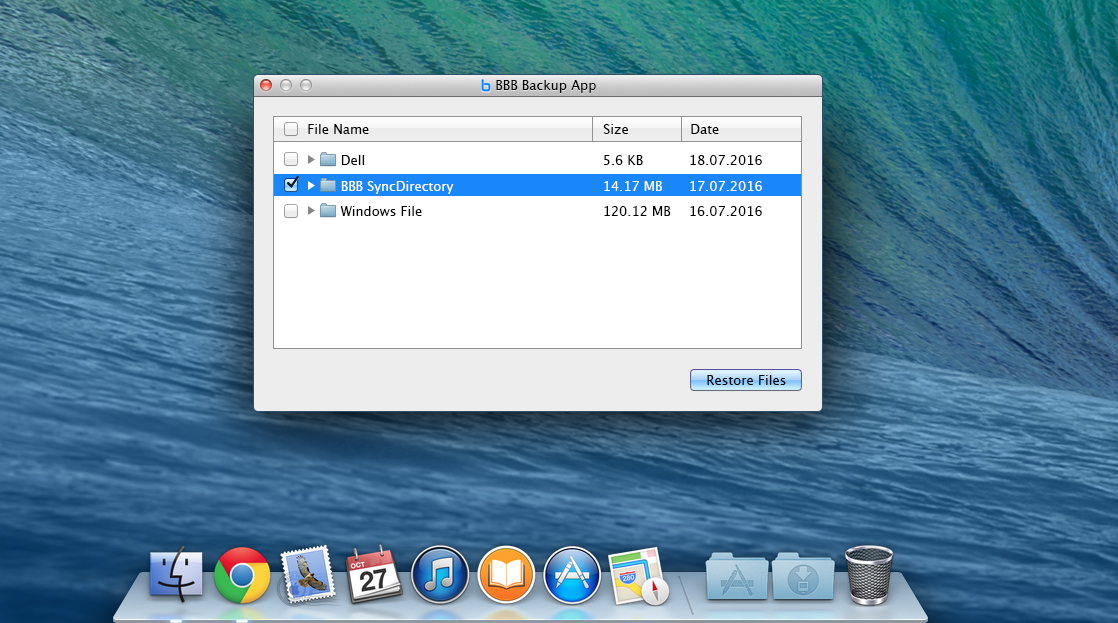 BBB Backup App
File Name Size Date
Dell 5.6 KB 18.07.2016
BBB SyncDirectory 14.17 MB 17.07.2016
Windows File 120.12 MB 16.07.2016
Restore Files
OCT
27
280